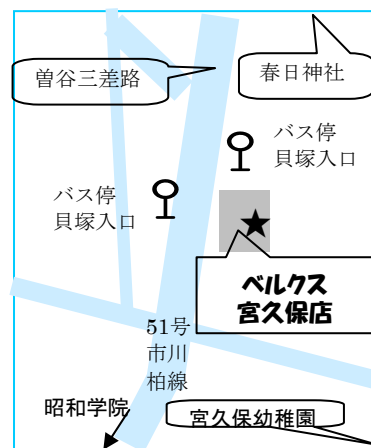 曽谷三差路
春日神社
バス停
貝塚入口
バス停
貝塚入口
ベルクス
宮久保店
51号
市川
柏線
昭和学院
宮久保幼稚園